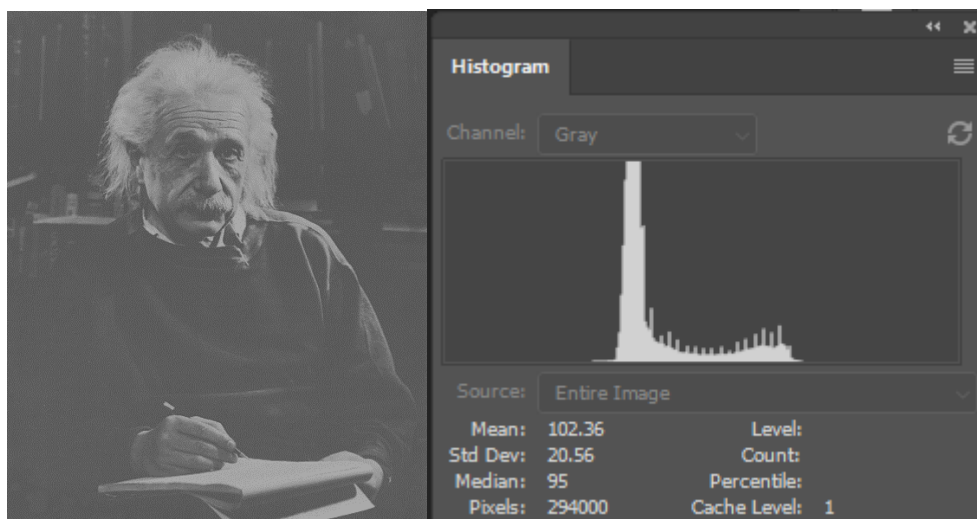 Histogram
Channel: Gray
Source: Entire Image
Mean: 102.36 Level:
Std Dev: 20.56 Count:
Median: 95 Percentile:
Pixels: 294000 Cache Level: 1